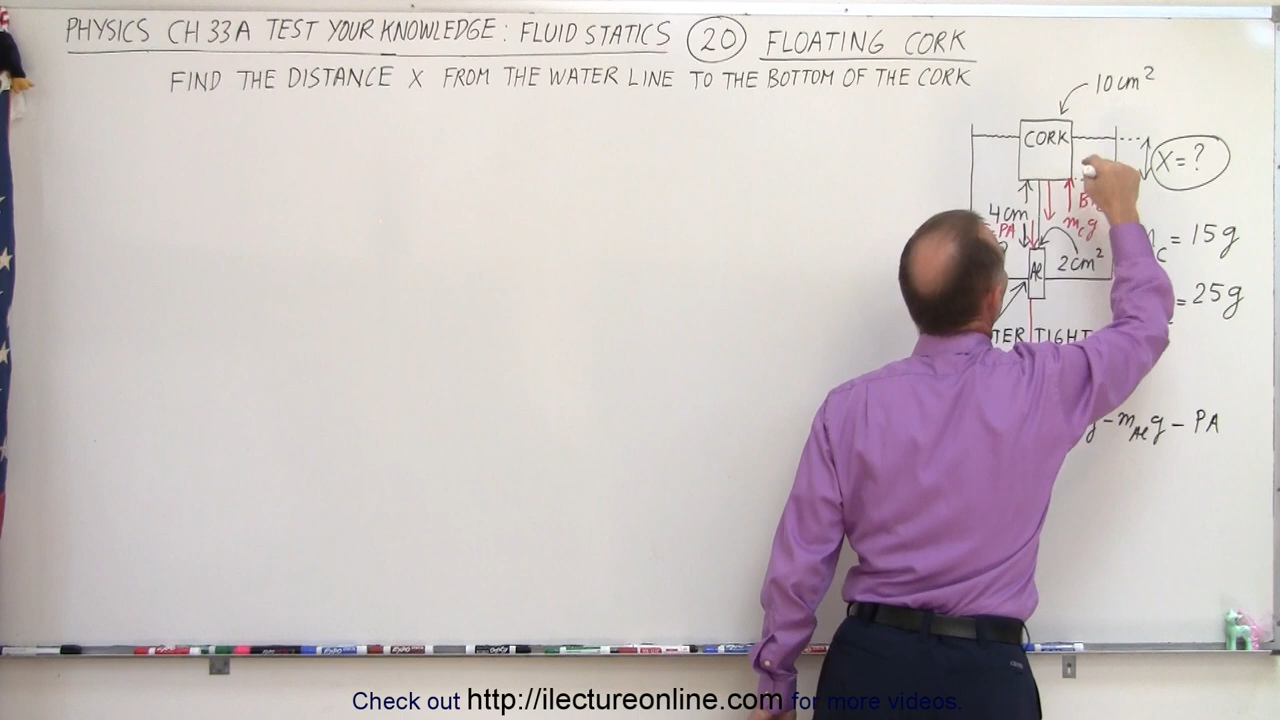 PHYSICS CH 33A TEST YOUR KNOWLEDGE: FLUID STATICS 20 FLOATING CORK
FIND THE DISTANCE X FROM THE WATER LINE TO THE BOTTOM OF THE CORK
10 cm²
CORK
X = ?
4 cm
PA
m_c g
2 cm²
Al
= 15 g
= 25 g
TIGHT
- m_Al g - PA
Check out http://ilectureonline.com for more videos.